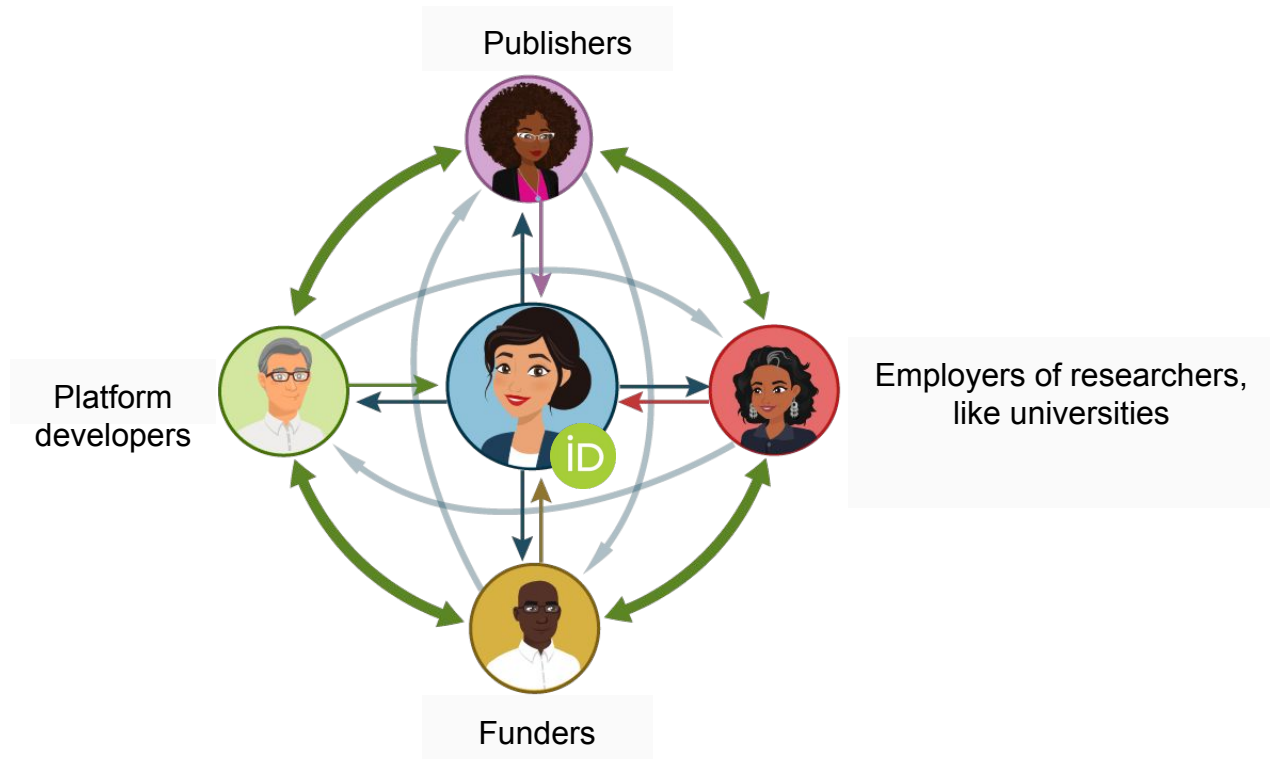 Publishers
Platform
developers
iD
Employers of researchers,
like universities
Funders